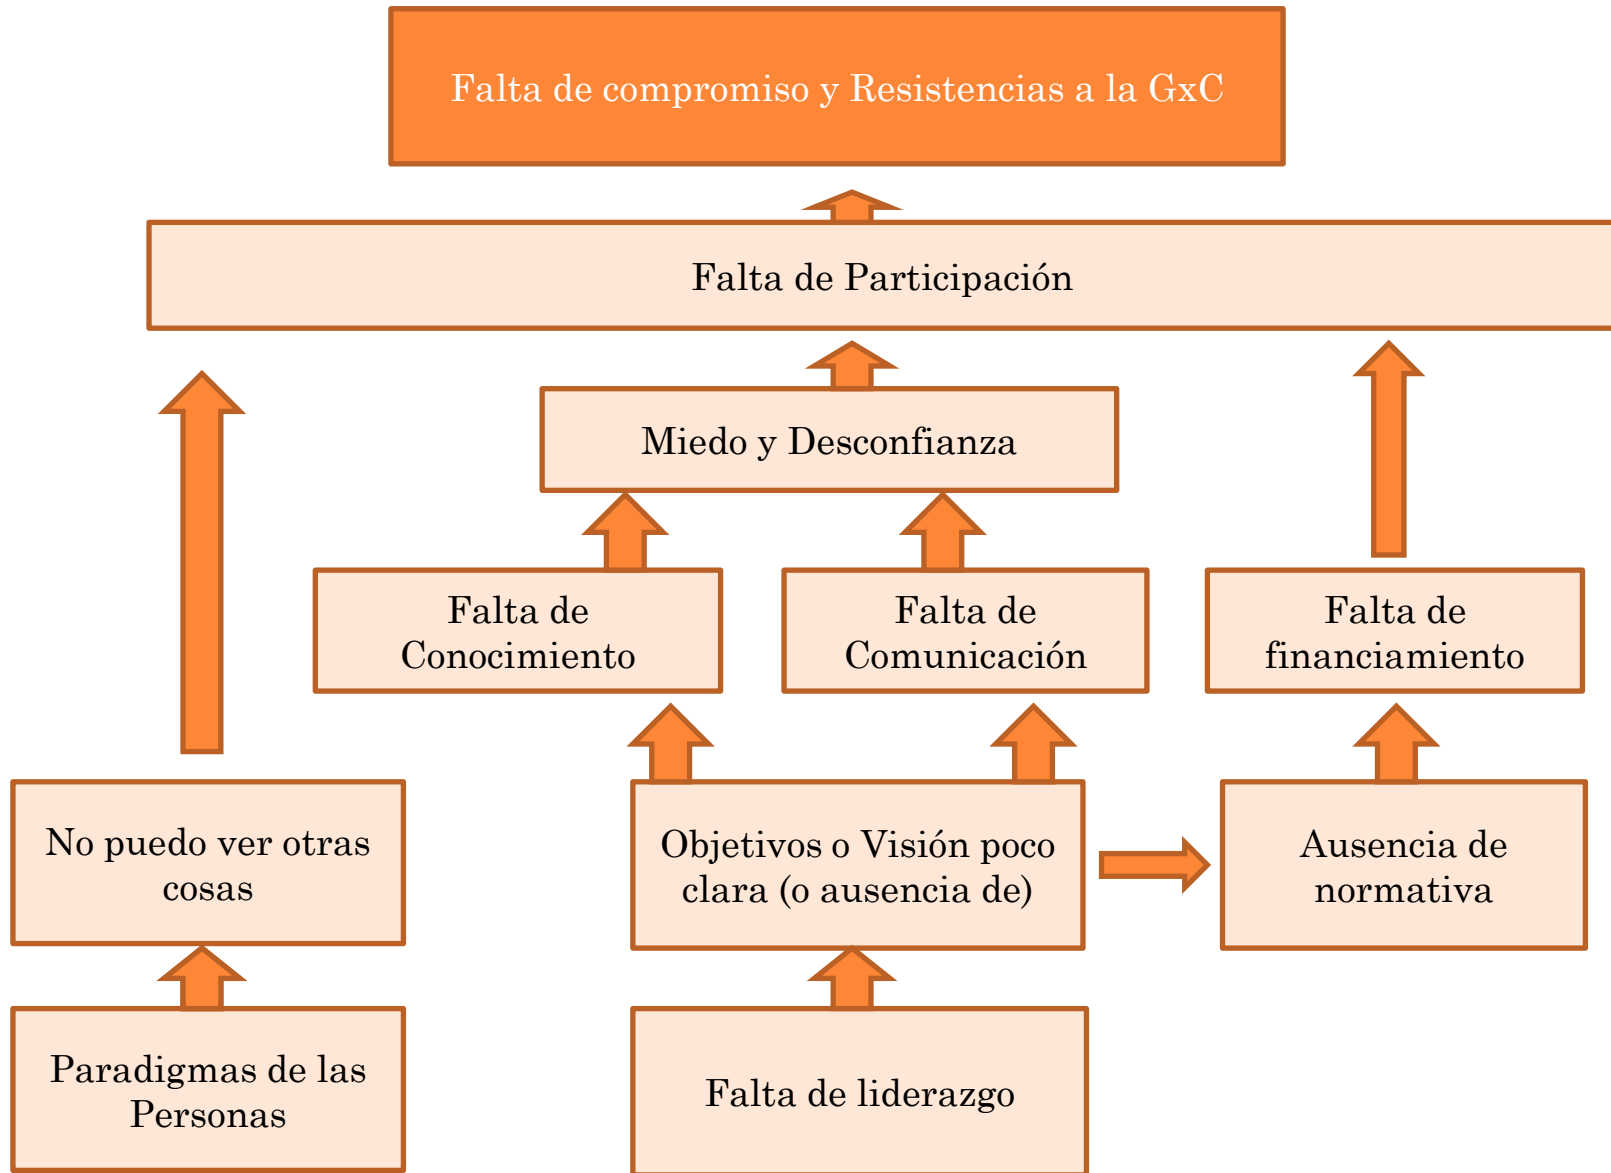 Falta de compromiso y Resistencias a la GxC
Falta de Participación
Miedo y Desconfianza
Falta de
Conocimiento
Falta de
Comunicación
Falta de
financiamiento
No puedo ver otras
cosas
Objetivos o Visión poco
clara (o ausencia de)
Ausencia de
normativa
Paradigmas de las
Personas
Falta de liderazgo